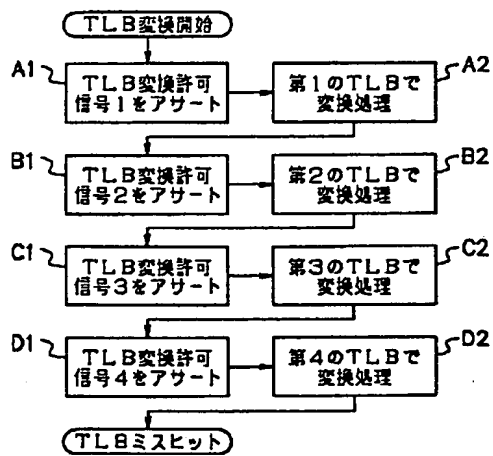 TLB変換開始
A1
TLB変換許可
信号1をアサート
第1のTLBで
変換処理
A2
B1
TLB変換許可
信号2をアサート
第2のTLBで
変換処理
B2
C1
TLB変換許可
信号3をアサート
第3のTLBで
変換処理
C2
D1
TLB変換許可
信号4をアサート
第4のTLBで
変換処理
D2
TLBミスヒット